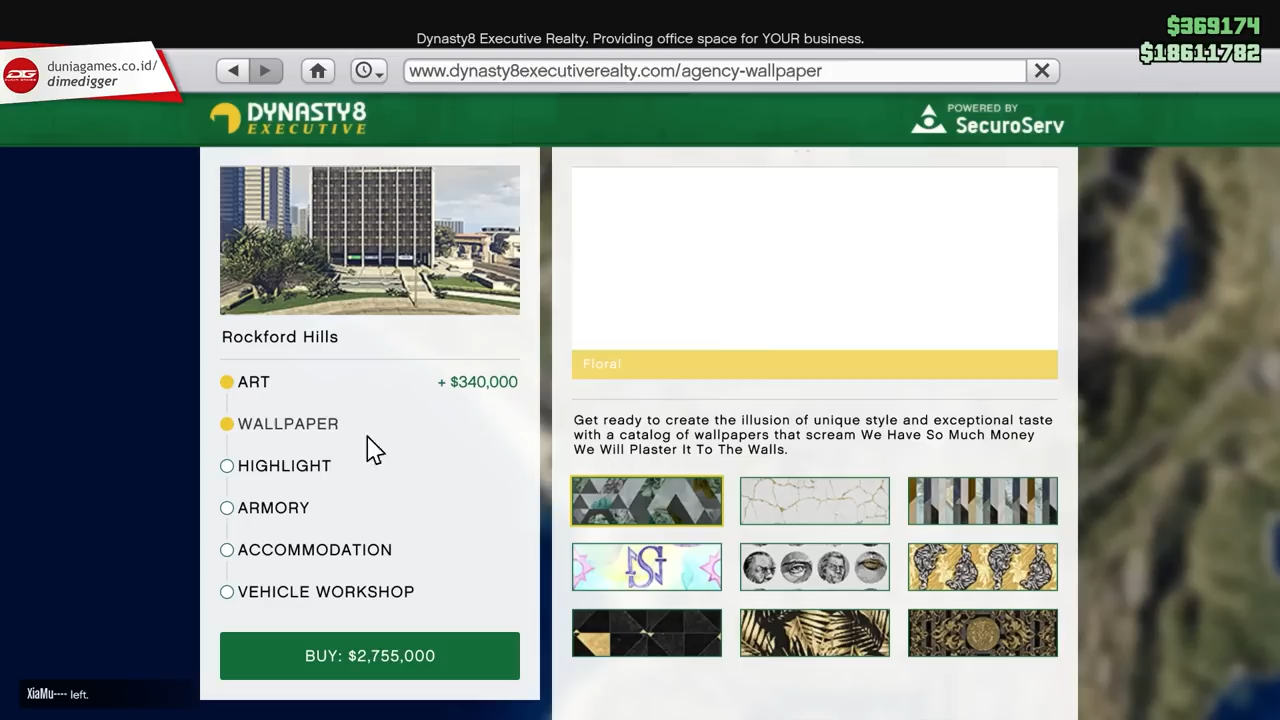 $369174
$18611782
Dynasty8 Executive Realty. Providing office space for YOUR business.
duniagames.co.id/
dimedigger
DG
www.dynasty8executiverealty.com/agency-wallpaper
DYNASTY8
EXECUTIVE
POWERED BY
SecuroServ
Rockford Hills
ART + $340,000
WALLPAPER
HIGHLIGHT
ARMORY
ACCOMMODATION
VEHICLE WORKSHOP
BUY: $2,755,000
Floral
Get ready to create the illusion of unique style and exceptional taste
with a catalog of wallpapers that scream We Have So Much Money
We Will Plaster It To The Walls.
XiaMu---- left.